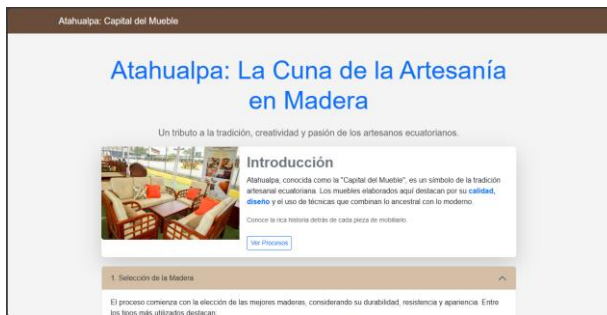 Atahualpa: Capital del Mueble
Atahualpa: La Cuna de la Artesanía
en Madera
Un tributo a la tradición, creatividad y pasión de los artesanos ecuatorianos.
Introducción
Atahualpa, conocida como la "Capital del Mueble", es un símbolo de la tradición
artesanal ecuatoriana. Los muebles elaborados aquí destacan por su calidad,
diseño y el uso de técnicas que combinan lo ancestral con lo moderno.
Conoce la rica historia detrás de cada pieza de mobiliario.
Ver Procesos
1. Selección de la Madera
El proceso comienza con la elección de las mejores maderas, considerando su durabilidad, resistencia y apariencia. Entre
los tipos más utilizados destacan: